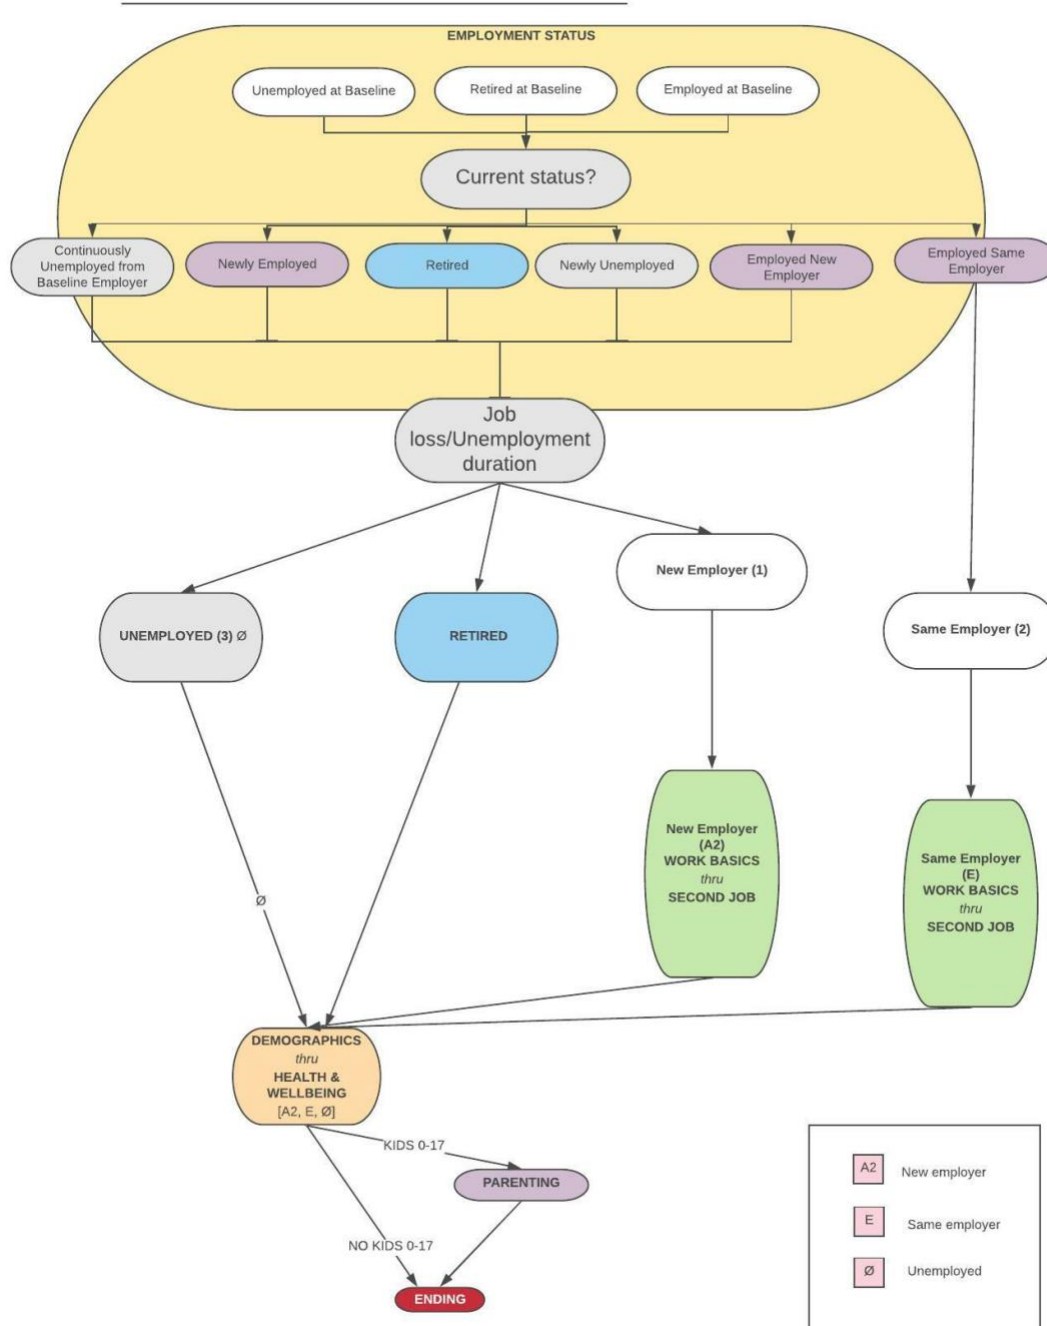 EMPLOYMENT STATUS
Unemployed at Baseline
Retired at Baseline
Employed at Baseline
Current status?
Continuously
Unemployed from
Baseline Employer
Newly Employed
Retired
Newly Unemployed
Employed New
Employer
Employed Same
Employer
Job
loss/Unemployment
duration
New Employer (1)
UNEMPLOYED (3) Ø
RETIRED
Same Employer (2)
New Employer
(A2)
WORK BASICS
thru
SECOND JOB
Same Employer
(E)
WORK BASICS
thru
SECOND JOB
Ø
DEMOGRAPHICS
thru
HEALTH &
WELLBEING
[A2, E, Ø]
KIDS 0-17
PARENTING
NO KIDS 0-17
ENDING
A2 New employer
E Same employer
Ø Unemployed